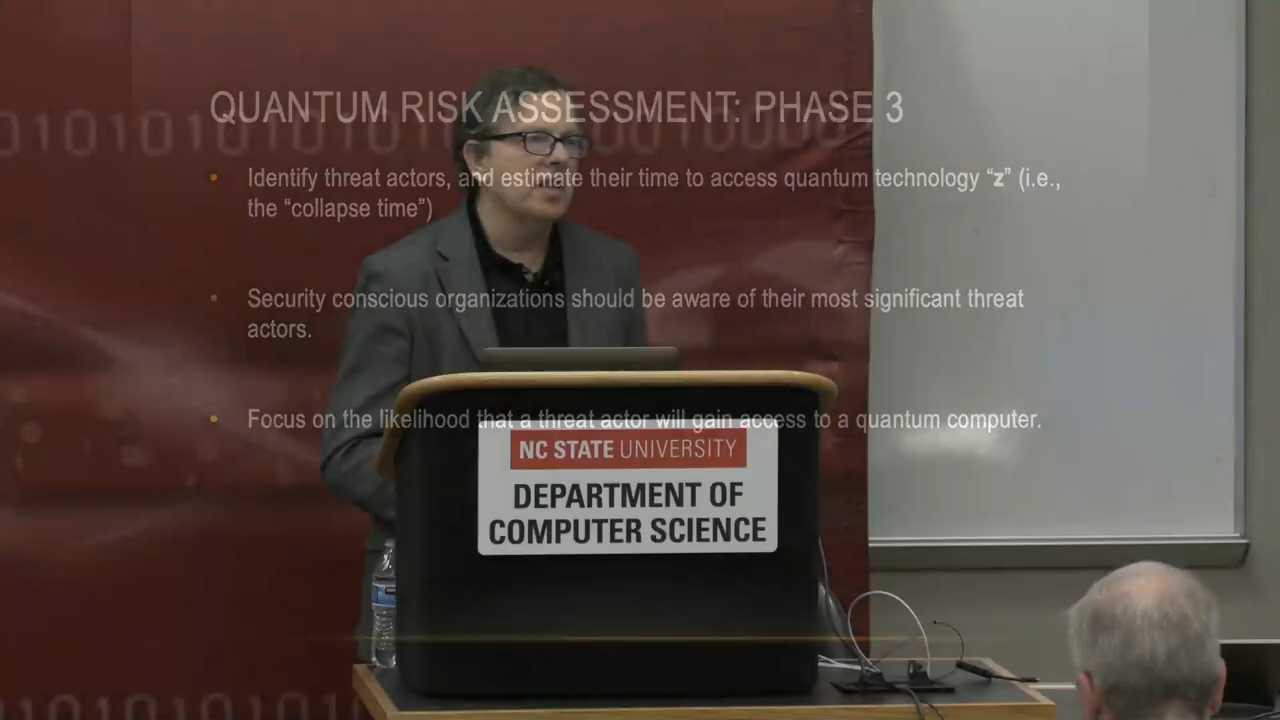 QUANTUM RISK ASSESSMENT: PHASE 3
01010101010101010100000
• Identify threat actors, and estimate their time to access quantum technology “z” (i.e.,
the “collapse time”)
• Security conscious organizations should be aware of their most significant threat
actors.
• Focus on the likelihood that a threat actor will gain access to a quantum computer.
NC STATE UNIVERSITY
DEPARTMENT OF
COMPUTER SCIENCE